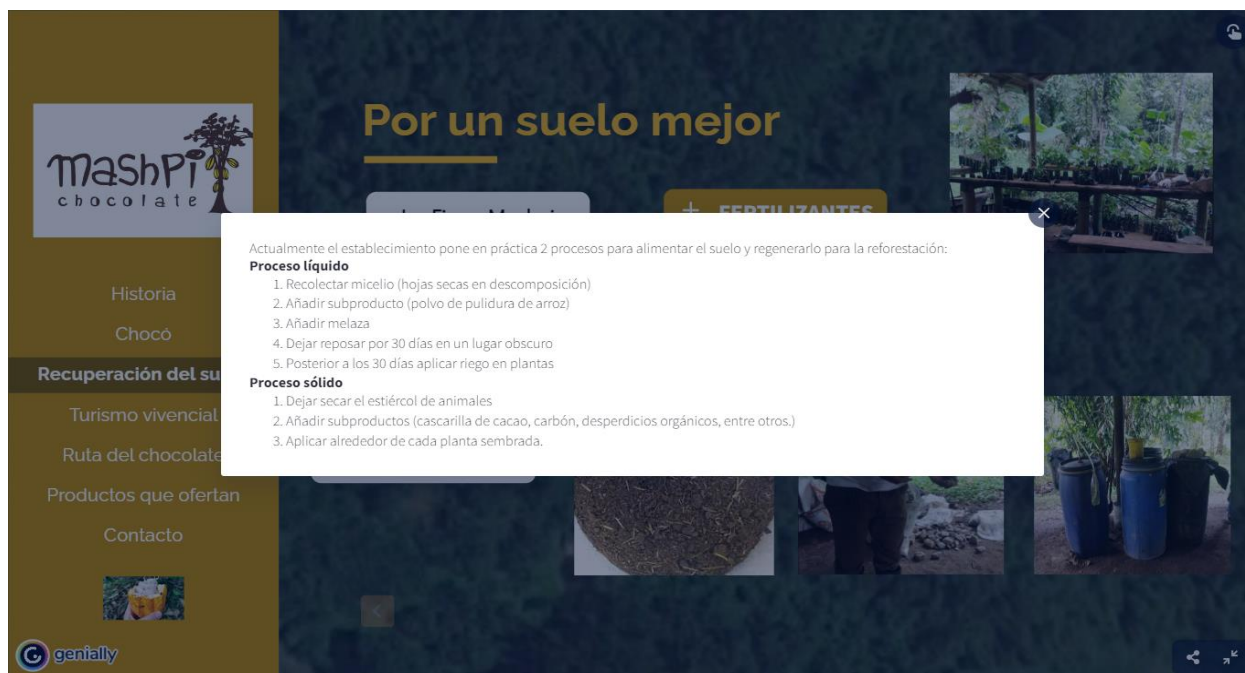 Por un suelo mejor
mashpi
chocolate
FERTILIZANTES
Actualmente el establecimiento pone en práctica 2 procesos para alimentar el suelo y regenerarlo para la reforestación:
Proceso líquido
1. Recolectar micelio (hojas secas en descomposición)
2. Añadir subproducto (polvo de pulidura de arroz)
3. Añadir melaza
4. Dejar reposar por 30 días en un lugar obscuro
5. Posterior a los 30 días aplicar riego en plantas
Proceso sólido
1. Dejar secar el estiércol de animales
2. Añadir subproductos (cascarilla de cacao, carbón, desperdicios orgánicos, entre otros.)
3. Aplicar alrededor de cada planta sembrada.
Historia
Chocó
Recuperación del su
Turismo vivencial
Ruta del chocolate
Productos que ofertan
Contacto
genially